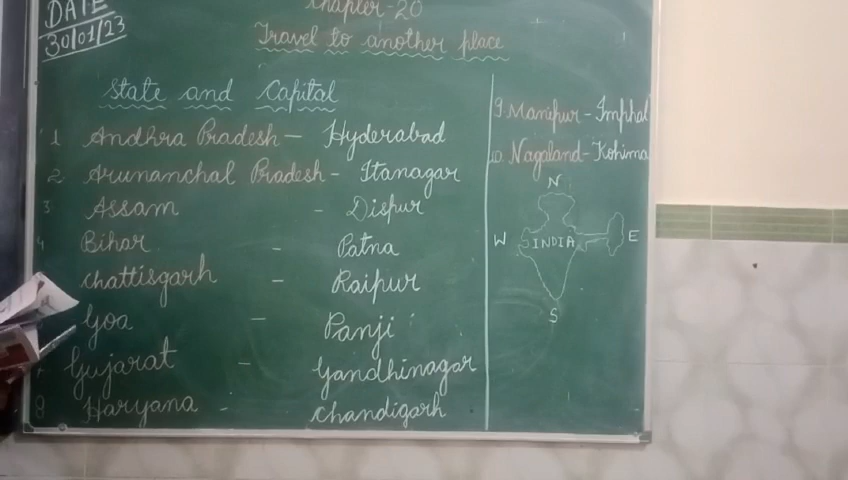 DATE
30/01/23
Chapter-20
Travel to another place
State and Capital
1 Andhra Pradesh - Hyderabad
2 Arunanchal Pradesh - Itanagar
3 Assam - Dispur
4 Bihar - Patna
Chattisgarh - Raipur
Goa - Panji
Gujarat - Gandhinagar
8 Haryana - Chandigarh
9. Manipur - Imphal
10. Nagaland - Kohima
N
W INDIA E
S